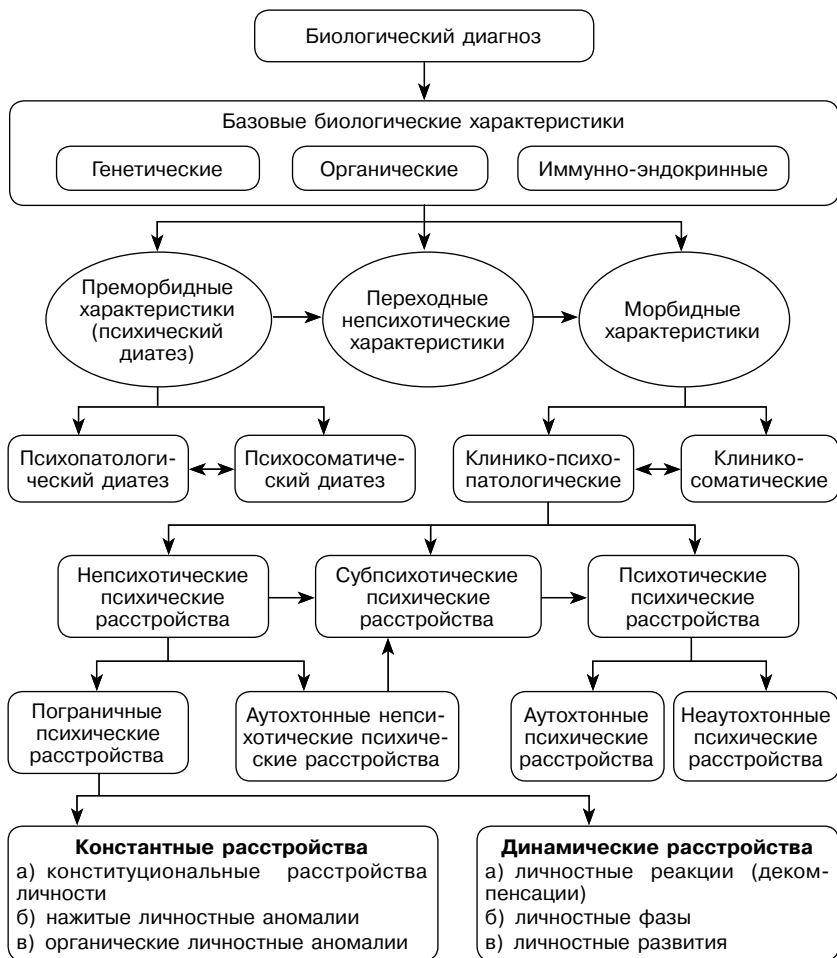 Биологический диагноз
Базовые биологические характеристики
Генетические
Органические
Иммунно-эндокринные
Преморбидные
характеристики
(психический
диатез)
Переходные
непсихотические
характеристики
Морбидные
характеристики
Психопатологи-
ческий диатез
Психосоматиче-
ский диатез
Клинико-психо-
патологические
Клинико-
соматические
Непсихотические
психические
расстройства
Субпсихотические
психические
расстройства
Психотические
психические
расстройства
Пограничные
психические
расстройства
Аутохтонные непси-
хотические психиче-
ские расстройства
Аутохтонные
психические
расстройства
Неаутохтонные
психические
расстройства
Константные расстройства
а) конституциональные расстройства
личности
б) нажитые личностные аномалии
в) органические личностные аномалии
Динамические расстройства
а) личностные реакции (деком-
пенсации)
б) личностные фазы
в) личностные развития